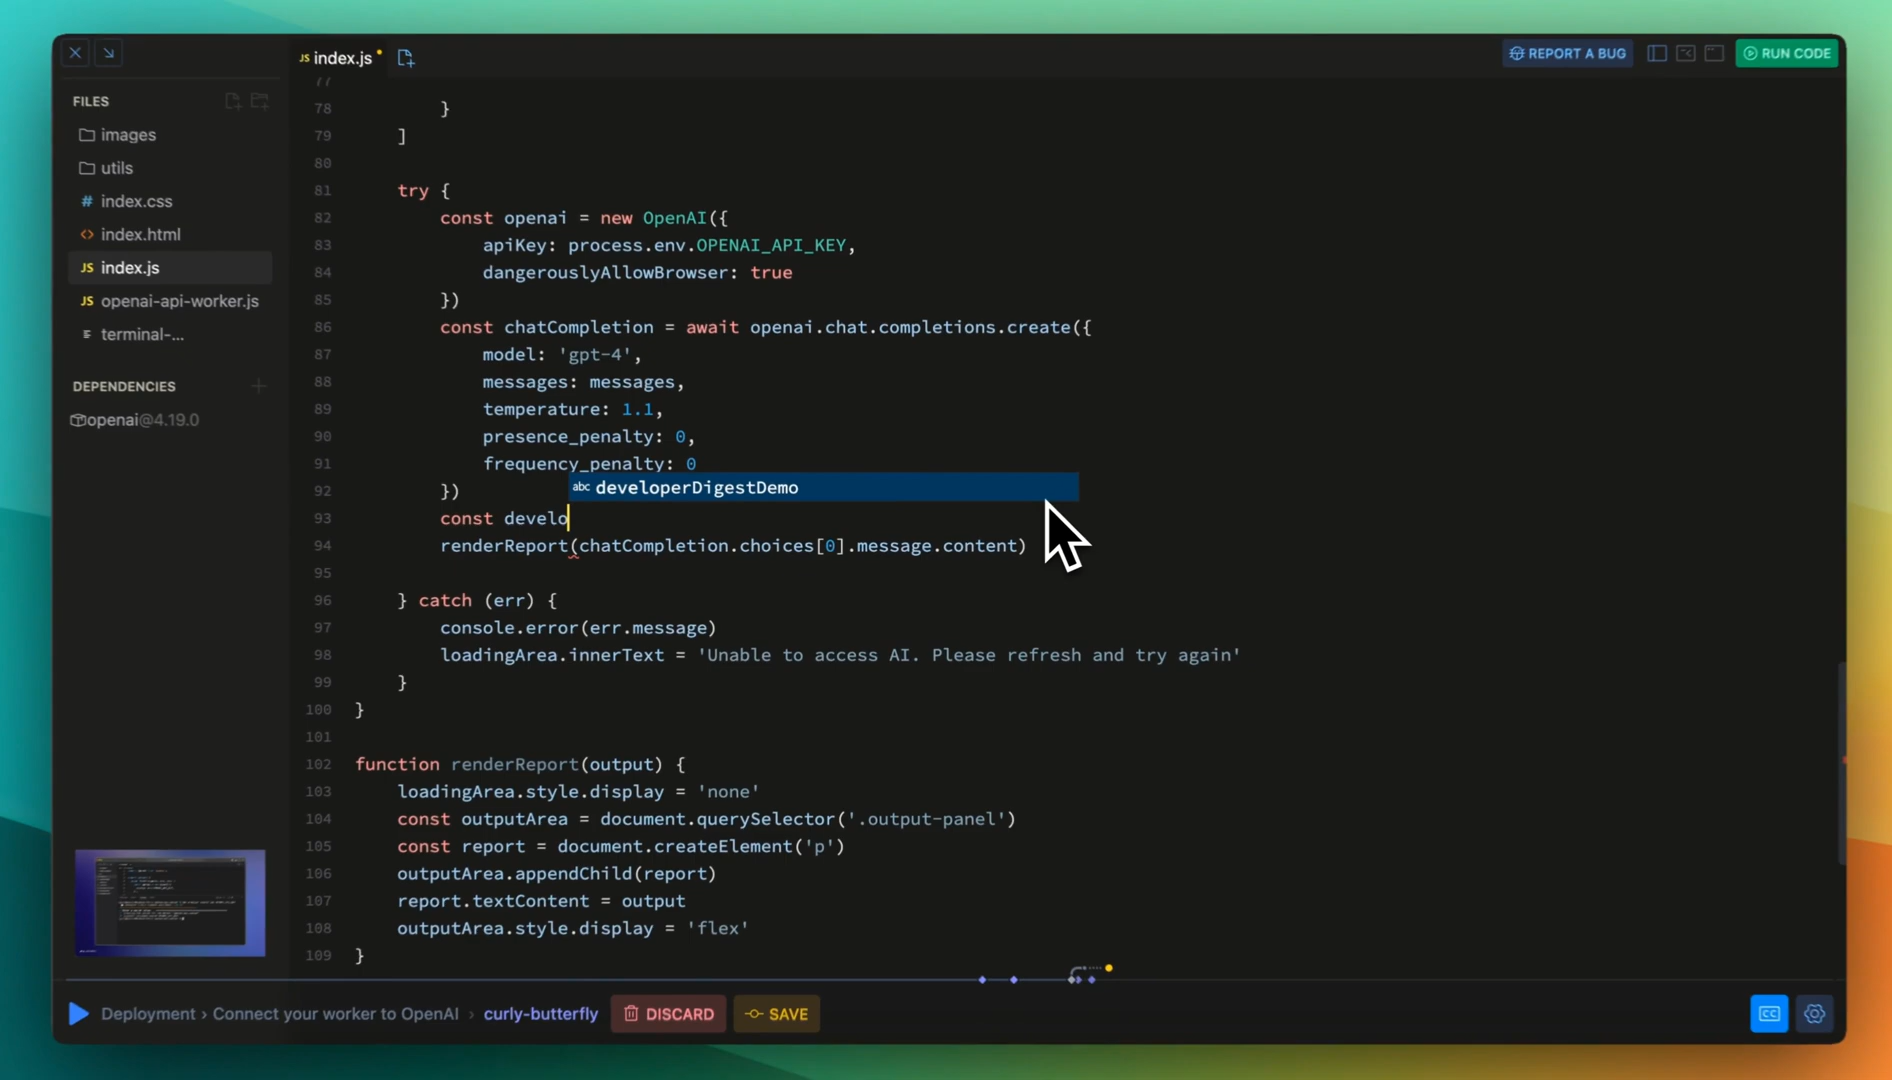 JS index.js
REPORT A BUG
RUN CODE
FILES
images
utils
# index.css
<> index.html
JS index.js
JS openai-api-worker.js
terminal-...
DEPENDENCIES
openai@4.19.0
77
78 }
79 ]
80
81 try {
82 const openai = new OpenAI({
83 apiKey: process.env.OPENAI_API_KEY,
84 dangerouslyAllowBrowser: true
85 })
86 const chatCompletion = await openai.chat.completions.create({
87 model: 'gpt-4',
88 messages: messages,
89 temperature: 1.1,
90 presence_penalty: 0,
91 frequency_penalty: 0
abc developerDigestDemo
92 })
93 const develo
94 renderReport(chatCompletion.choices[0].message.content)
95
96 } catch (err) {
97 console.error(err.message)
98 loadingArea.innerText = 'Unable to access AI. Please refresh and try again'
99 }
100 }
101
102 function renderReport(output) {
103 loadingArea.style.display = 'none'
104 const outputArea = document.querySelector('.output-panel')
105 const report = document.createElement('p')
106 outputArea.appendChild(report)
107 report.textContent = output
108 outputArea.style.display = 'flex'
109 }
Deployment › Connect your worker to OpenAI › curly-butterfly
DISCARD
SAVE
CC